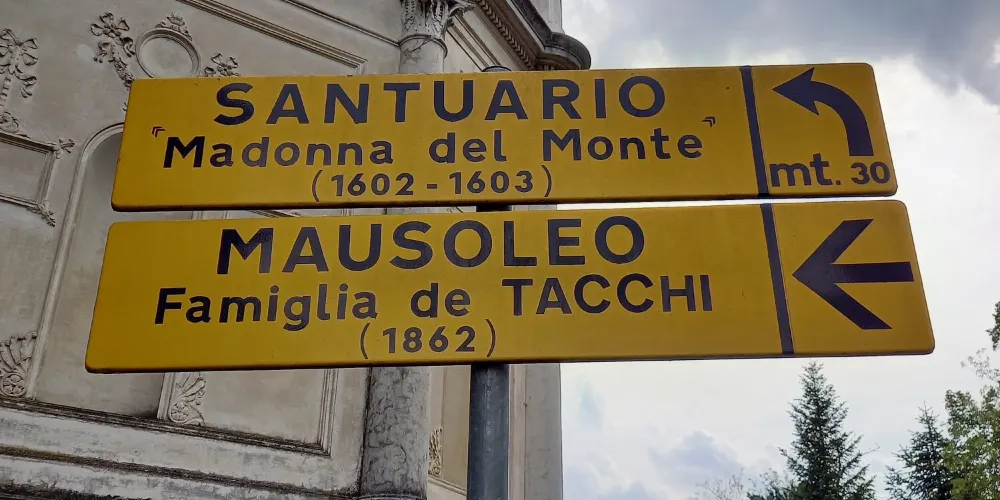 SANTUARIO
"Madonna del Monte"
(1602 - 1603)
mt. 30
MAUSOLEO
Famiglia de TACCHI
(1862)